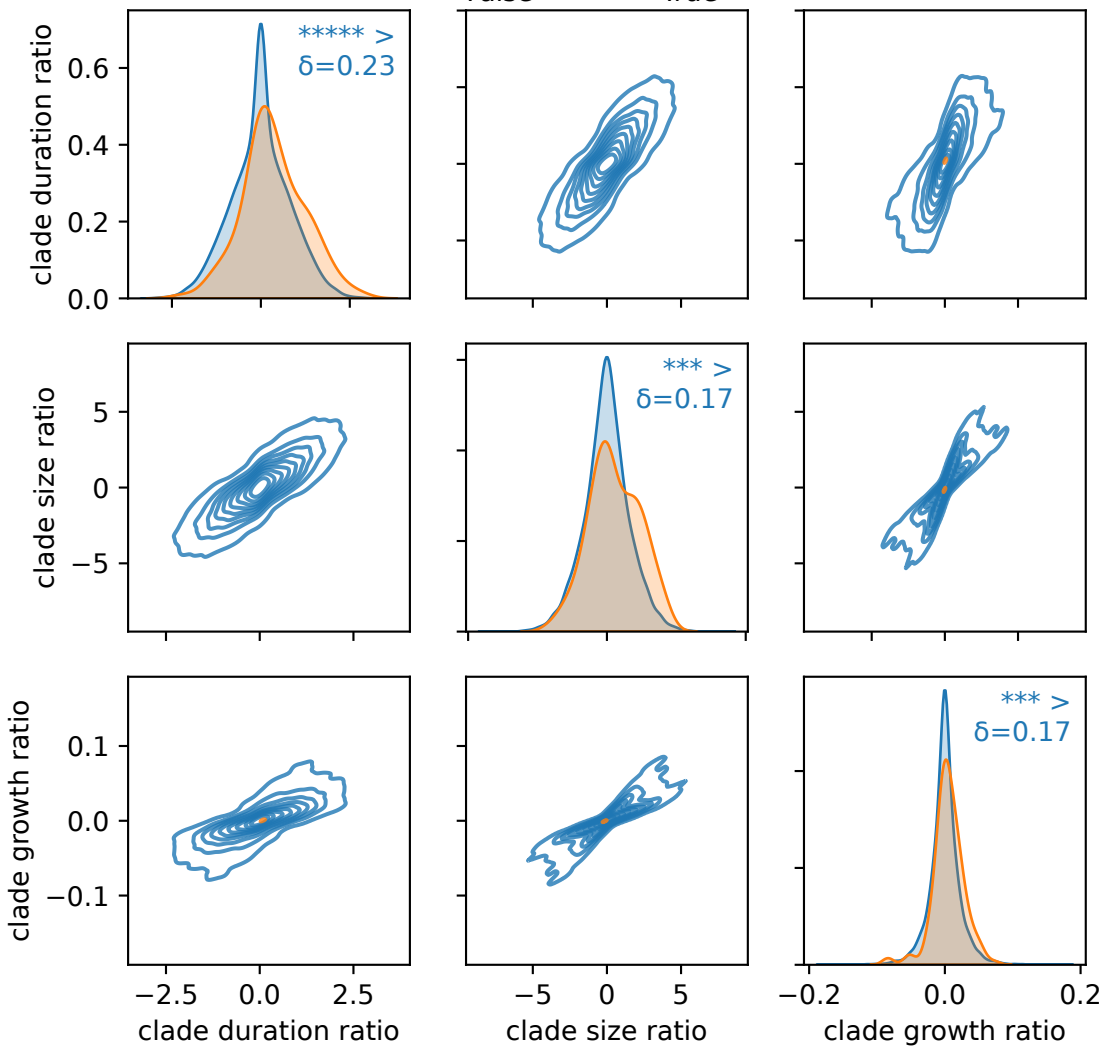 clade duration ratio
0.6
0.4
0.2
0.0
***** >
δ=0.23
clade size ratio
5
0
−5
*** >
δ=0.17
clade growth ratio
0.1
0.0
−0.1
*** >
δ=0.17
−2.5 0.0 2.5
−5 0 5
−0.2 0.0 0.2
clade duration ratio
clade size ratio
clade growth ratio